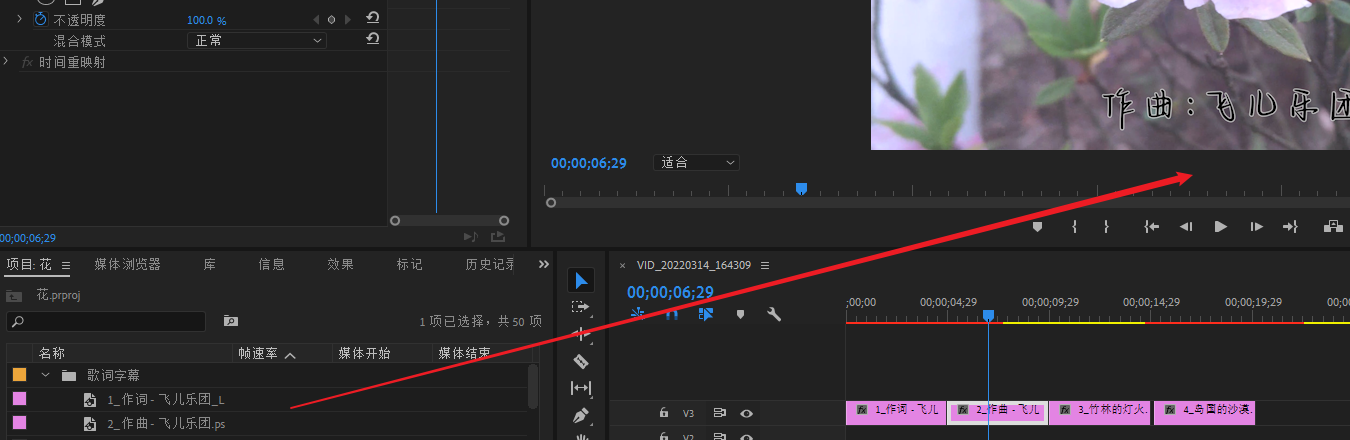 不透明度 100.0 %
混合模式 正常
fx 时间重映射
作曲:飞儿乐团
00;00;06;29 适合
00;00;06;29
项目: 花 媒体浏览器 库 信息 效果 标记 历史记录
花.prproj
1 项已选择，共 50 项
名称 帧速率 媒体开始 媒体结束
歌词字幕
1_作词 - 飞儿乐团_L
2_作曲 - 飞儿乐团.ps
× VID_20220314_164309
00;00;06;29
;00;00 00;00;04;29 00;00;09;29 00;00;14;29 00;00;19;29 00;00
V3 fx 1_作词 - 飞儿 fx 2_作曲 - 飞儿 fx 3_竹林的灯火. fx 4_岛国的沙漠.
V2